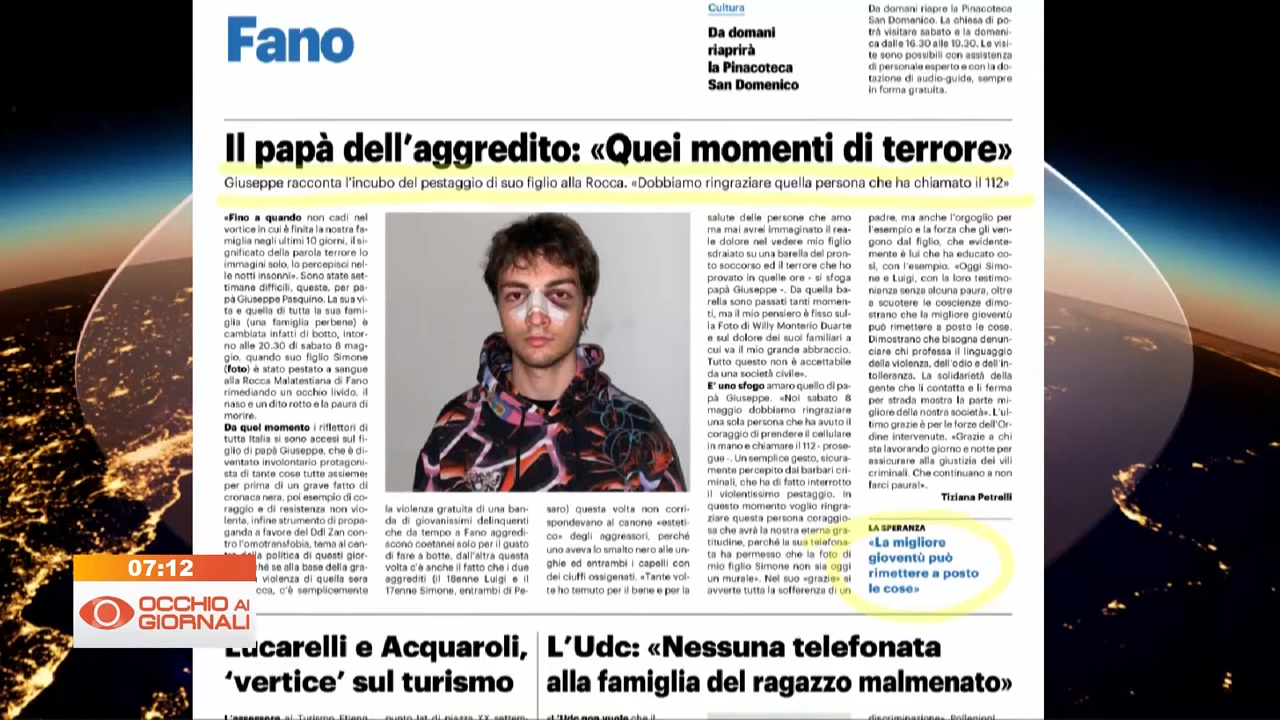 Fano
Cultura
Da domani
riaprirà
la Pinacoteca
San Domenico
Da domani riapre la Pinacoteca
San Domenico. La chiesa di po-
trà visitare sabato e la domeni-
ca dalle 16.30 alle 19.30. Le visi-
te sono possibili con assistenza
di personale esperto e con la do-
tazione di audio-guide, sempre
in forma gratuita.
Il papà dell'aggredito: «Quei momenti di terrore»
Giuseppe racconta l'incubo del pestaggio di suo figlio alla Rocca. «Dobbiamo ringraziare quella persona che ha chiamato il 112»
«Fino a quando non cadi nel
vortice in cui è finita la nostra fa-
miglia negli ultimi 10 giorni, il si-
gnificato della parola terrore lo
immagini solo, lo percepisci nel-
le notti insonni». Sono state set-
timane difficili, queste, per pa-
pà Giuseppe Pasquino. La sua vi-
ta e quella di tutta la sua fami-
glia (una famiglia perbene) è
cambiata infatti di botto, intor-
no alle 20.30 di sabato 8 mag-
gio, quando suo figlio Simone
(foto) è stato pestato a sangue
alla Rocca Malatestiana di Fano
rimediando un occhio livido, il
naso e un dito rotto e la paura di
morire.
Da quel momento i riflettori di
tutta Italia si sono accesi sul fi-
glio di papà Giuseppe, che è di-
ventato involontario protagoni-
sta di tante cose tutte assieme:
per prima di un grave fatto di
cronaca nera, poi esempio di co-
raggio e di resistenza non vio-
lenta, infine strumento di propa-
ganda a favore del Ddl Zan con-
tro l'omotransfobia, tema al cen-
politica di questi gior-
ché se alla base della gra-
violenza di quella sera
cca, c'è semplicemente
la violenza gratuita di una ban-
da di giovanissimi delinquenti
che da tempo a Fano aggredi-
scono coetanei solo per il gusto
di fare a botte, dall'altra questa
volta c'è anche il fatto che i due
aggrediti (il 18enne Luigi e il
17enne Simone, entrambi di Pe-
saro) questa volta non corri-
spondevano al canone «esteti-
co» degli aggressori, perché
uno aveva lo smalto nero alle un-
ghie ed entrambi i capelli con
dei ciuffi ossigenati. «Tante vol-
te ho temuto per il bene e per la
salute delle persone che amo
ma mai avrei immaginato il rea-
le dolore nel vedere mio figlio
sdraiato su una barella del pron-
to soccorso ed il terrore che ho
provato in quelle ore - si sfoga
papà Giuseppe -. Da quella ba-
rella sono passati tanti momen-
ti, ma il mio pensiero è fisso sul-
la Foto di Willy Monterio Duarte
e sul dolore dei suoi familiari a
cui va il mio grande abbraccio.
Tutto questo non è accettabile
da una società civile».
E' uno sfogo amaro quello di pa-
pà Giuseppe. «Noi sabato 8
maggio dobbiamo ringraziare
una sola persona che ha avuto il
coraggio di prendere il cellulare
in mano e chiamare il 112 - prose-
gue -. Un semplice gesto, sicura-
mente percepito dai barbari cri-
minali, che ha di fatto interrotto
il violentissimo pestaggio. In
questo momento voglio ringra-
ziare questa persona coraggio-
sa che avrà la nostra eterna gra-
titudine, perché la sua telefona-
ta ha permesso che la foto di
mio figlio Simone non sia oggi
un murale». Nel suo «grazie» si
avverte tutta la sofferenza di un
padre, ma anche l'orgoglio per
l'esempio e la forza che gli ven-
gono dal figlio, che evidente-
mente è lui che ha educato co-
sì, con l'esempio. «Oggi Simo-
ne e Luigi, con la loro testimo-
nianza senza alcuna paura, oltre
a scuotere le coscienze dimo-
strano che la migliore gioventù
può rimettere a posto le cose.
Dimostrano che bisogna denun-
ciare chi professa il linguaggio
della violenza, dell'odio e dell'in-
tolleranza. La solidarietà della
gente che li contatta e li ferma
per strada mostra la parte mi-
gliore della nostra società». L'ul-
timo grazie è per le forze dell'Or-
dine intervenute. «Grazie a chi
sta lavorando giorno e notte per
assicurare alla giustizia dei vili
criminali. Che continuano a non
farci paura!».
Tiziana Petrelli
LA SPERANZA
«La migliore
gioventù può
rimettere a posto
le cose»
07:12
OCCHIO AI
GIORNALI
Lucarelli e Acquaroli,
'vertice' sul turismo
L'Udc: «Nessuna telefonata
alla famiglia del ragazzo malmenato»